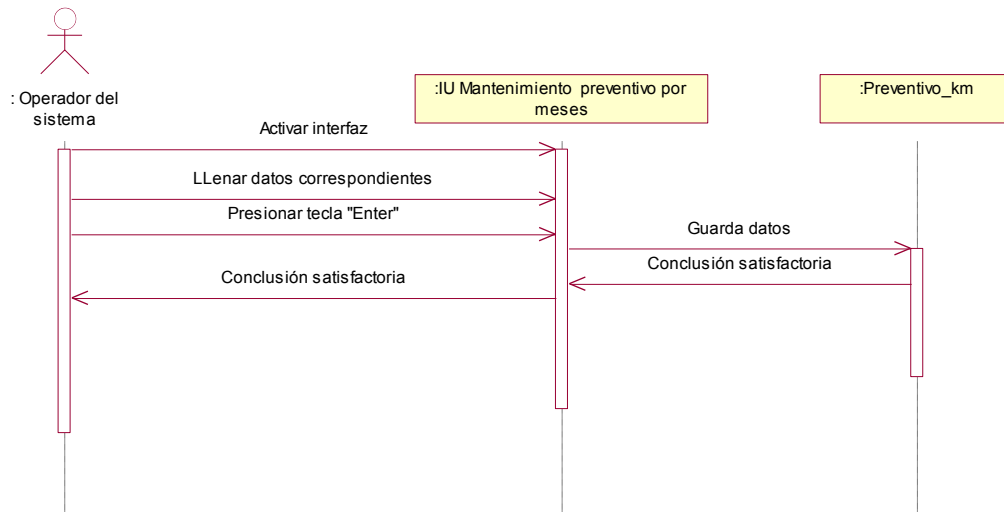 : Operador del
sistema
:IU Mantenimiento preventivo por
meses
:Preventivo_km
Activar interfaz
LLenar datos correspondientes
Presionar tecla "Enter"
Guarda datos
Conclusión satisfactoria
Conclusión satisfactoria